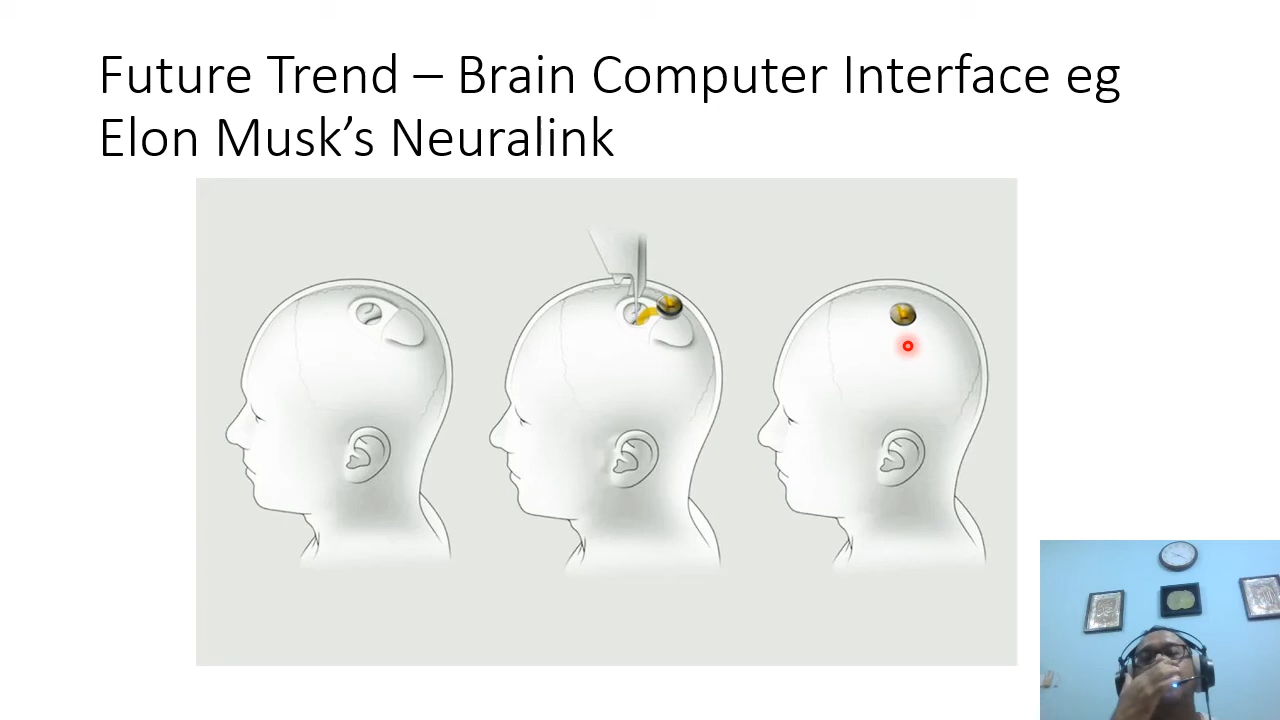 Future Trend – Brain Computer Interface eg
Elon Musk’s Neuralink